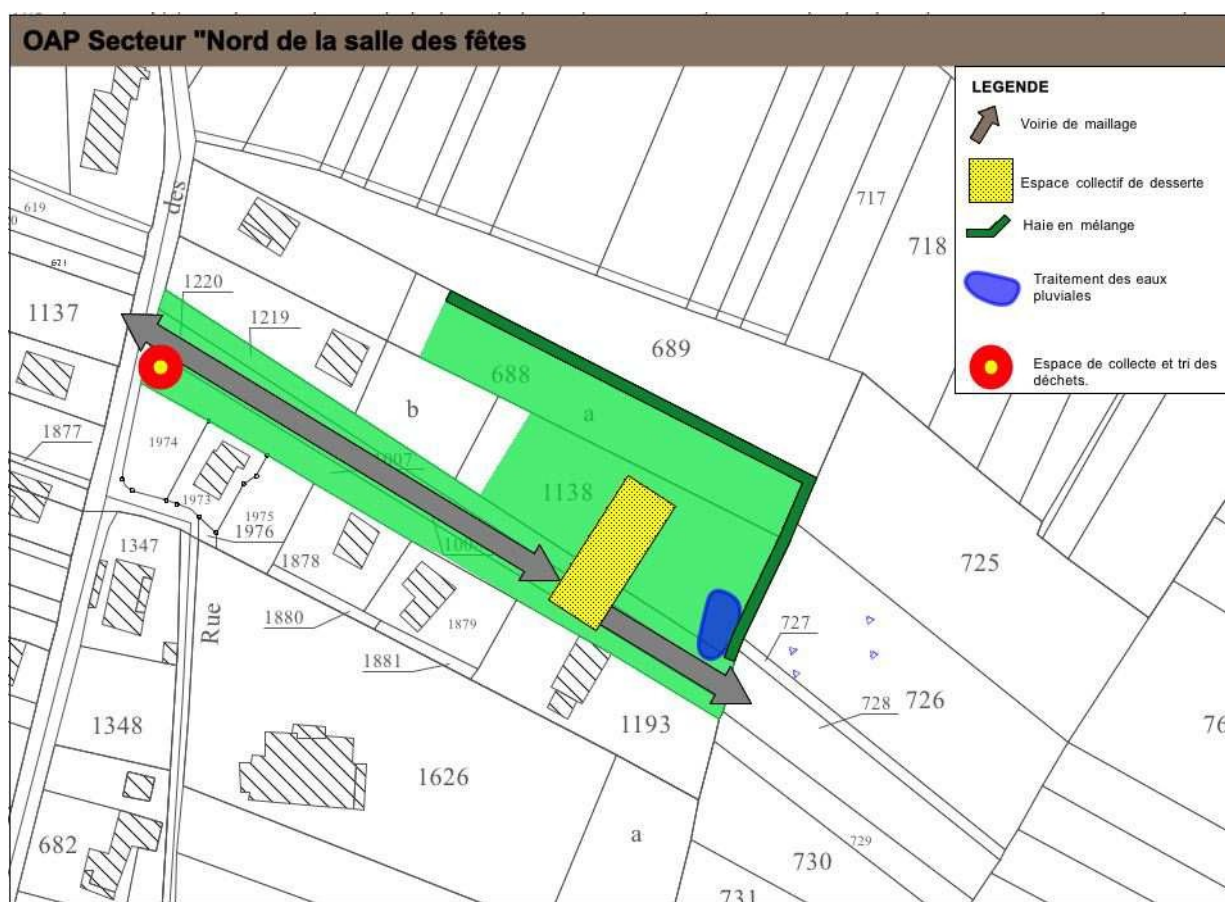 OAP Secteur "Nord de la salle des fêtes
LEGENDE
Voirie de maillage
Espace collectif de desserte
Haie en mélange
Traitement des eaux
pluviales
Espace de collecte et tri des
déchets.
des
619
621
1137
1220
1219
717
718
689
688
a
b
1007
1138
1877
1974
1973
1975
1976
1347
1878
1880
1879
1881
Rue
725
727
726
728
1193
1348
1626
682
a
729
730
731